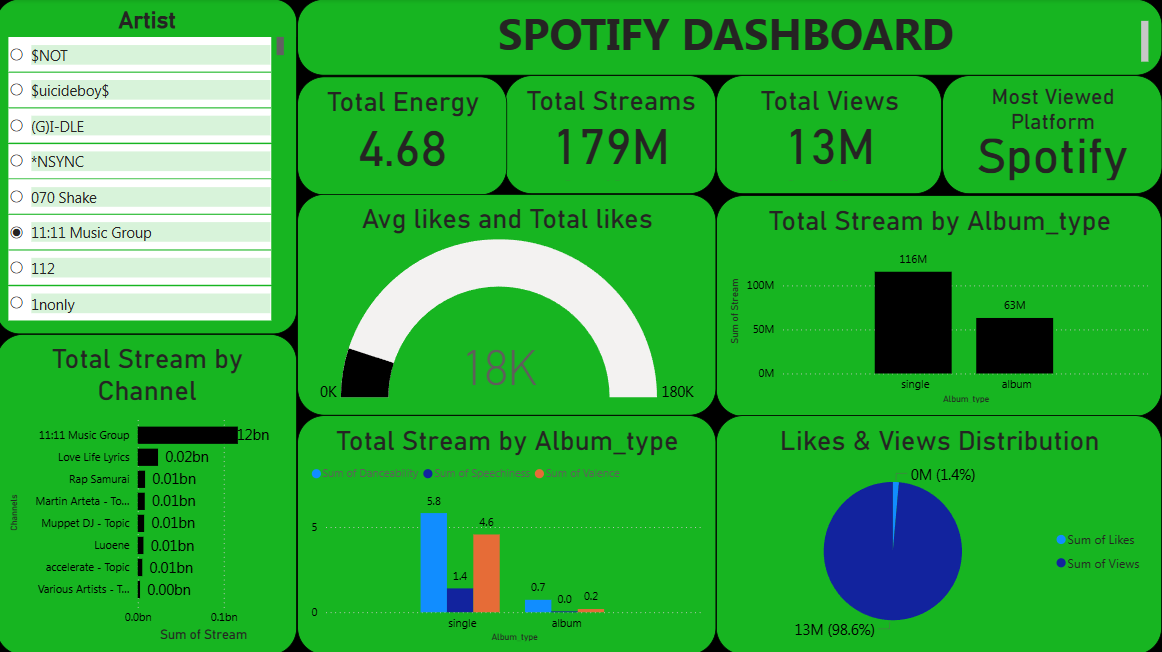 Artist
$NOT
$uicideboy$
(G)I-DLE
*NSYNC
070 Shake
11:11 Music Group
112
1nonly
SPOTIFY DASHBOARD
Total Energy
4.68
Total Streams
179M
Total Views
13M
Most Viewed
Platform
Spotify
Avg likes and Total likes
18K
0K
180K
Total Stream by Album_type
Sum of Stream
100M
50M
0M
116M
63M
single
album
Album_type
Total Stream by
Channel
Channels
11:11 Music Group
12bn
Love Life Lyrics
0.02bn
Rap Samurai
0.01bn
Martin Arteta - To...
0.01bn
Muppet DJ - Topic
0.01bn
Luoene
0.01bn
accelerate - Topic
0.01bn
Various Artists - T...
0.00bn
0.0bn
0.1bn
Sum of Stream
Total Stream by Album_type
Sum of Danceability
Sum of Speechiness
Sum of Valence
5
0
5.8
1.4
4.6
0.7
0.0
0.2
single
album
Album_type
Likes & Views Distribution
0M (1.4%)
13M (98.6%)
Sum of Likes
Sum of Views